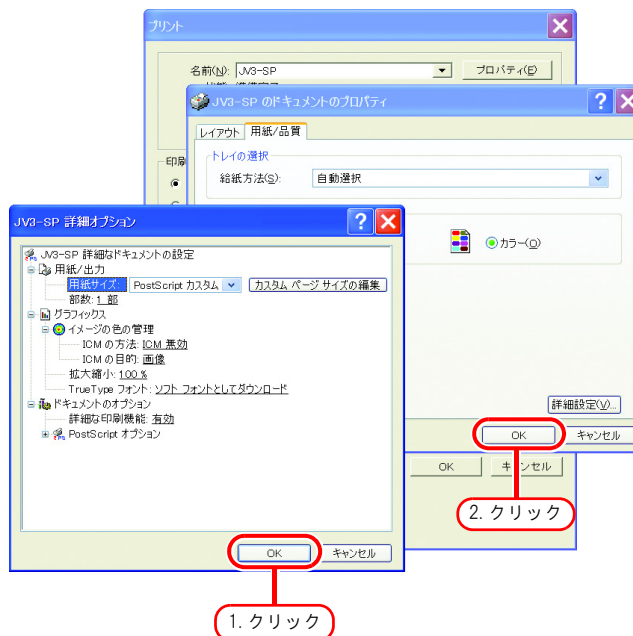 プリント
名前(N): JV3-SP プロパティ(E)
JV3-SP のドキュメントのプロパティ
レイアウト 用紙/品質
トレイの選択
給紙方法(S): 自動選択
印刷
カラー(O)
詳細設定(V)...
OK キャンセル
OK キャンセル
2. クリック
JV3-SP 詳細オプション
JV3-SP 詳細なドキュメントの設定
用紙/出力
用紙サイズ: PostScript カスタム カスタム ページ サイズの編集
部数: 1 部
グラフィックス
イメージの色の管理
ICM の方法: ICM 無効
ICM の目的: 画像
拡大縮小: 100 %
TrueType フォント: ソフト フォントとしてダウンロード
ドキュメントのオプション
詳細な印刷機能: 有効
PostScript オプション
OK キャンセル
1. クリック